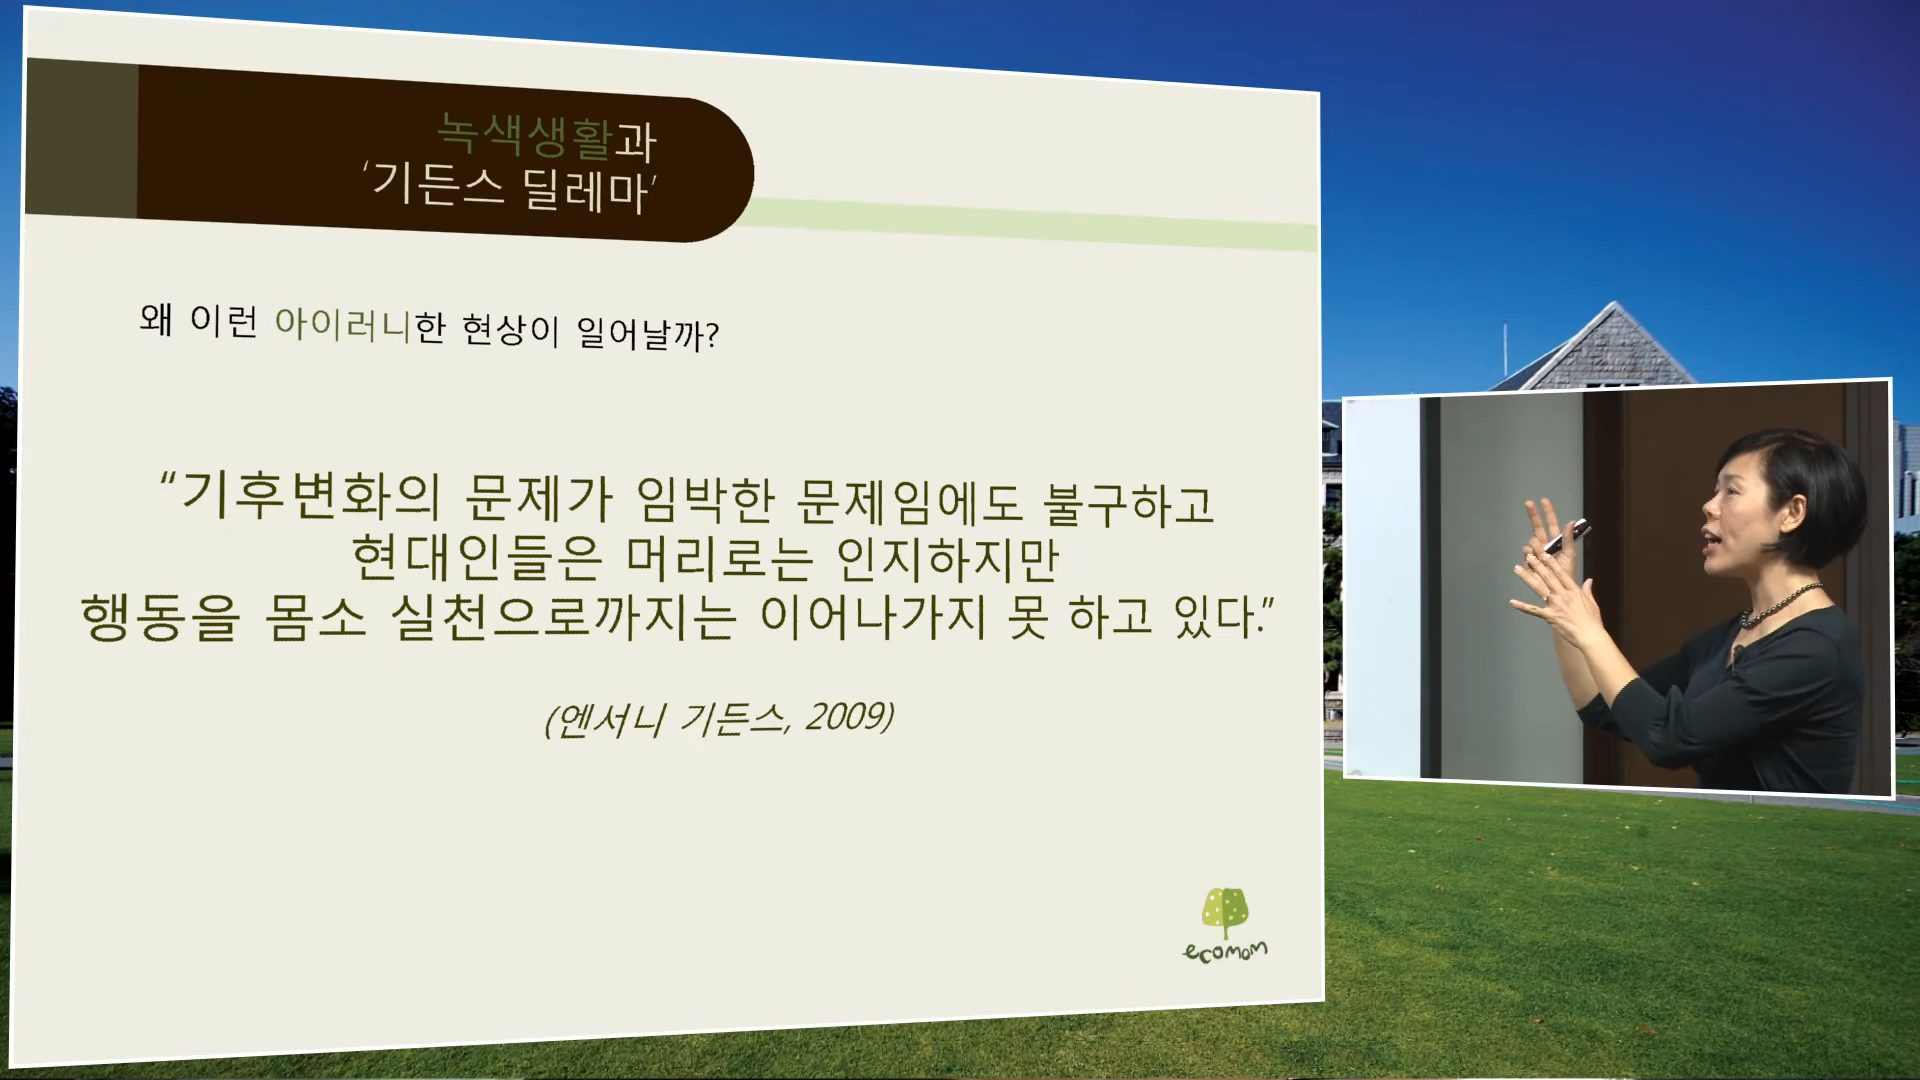 녹색생활과
‘기든스 딜레마’
왜 이런 아이러니한 현상이 일어날까?
“기후변화의 문제가 임박한 문제임에도 불구하고
현대인들은 머리로는 인지하지만
행동을 몸소 실천으로까지는 이어나가지 못 하고 있다.”
(엔서니 기든스, 2009)
ecomom